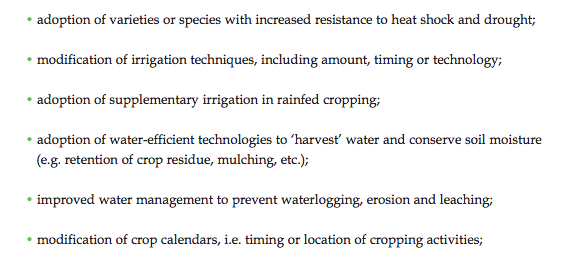 • adoption of varieties or species with increased resistance to heat shock and drought;
• modification of irrigation techniques, including amount, timing or technology;
• adoption of supplementary irrigation in rainfed cropping;
• adoption of water-efficient technologies to ‘harvest’ water and conserve soil moisture
(e.g. retention of crop residue, mulching, etc.);
• improved water management to prevent waterlogging, erosion and leaching;
• modification of crop calendars, i.e. timing or location of cropping activities;